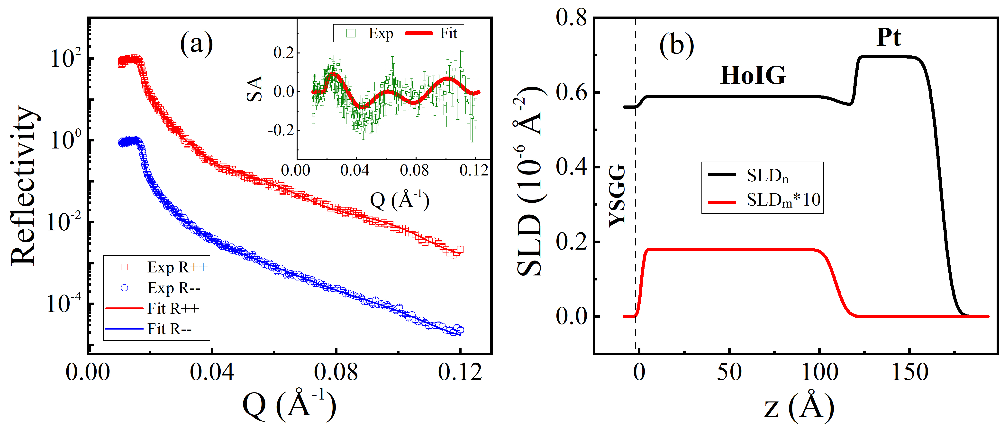 (a)
Reflectivity
10²
10⁰
10⁻²
10⁻⁴
0.00 0.04 0.08 0.12
Q (Å⁻¹)
Exp R++
Exp R--
Fit R++
Fit R--
Exp Fit
SA
0.2
0.0
-0.2
0.00 0.04 0.08 0.12
Q (Å⁻¹)
(b)
SLD (10⁻⁶ Å⁻²)
0.8
0.6
0.4
0.2
0.0
YSGG
HoIG
Pt
SLDₙ
SLDₘ*10
0 50 100 150
z (Å)